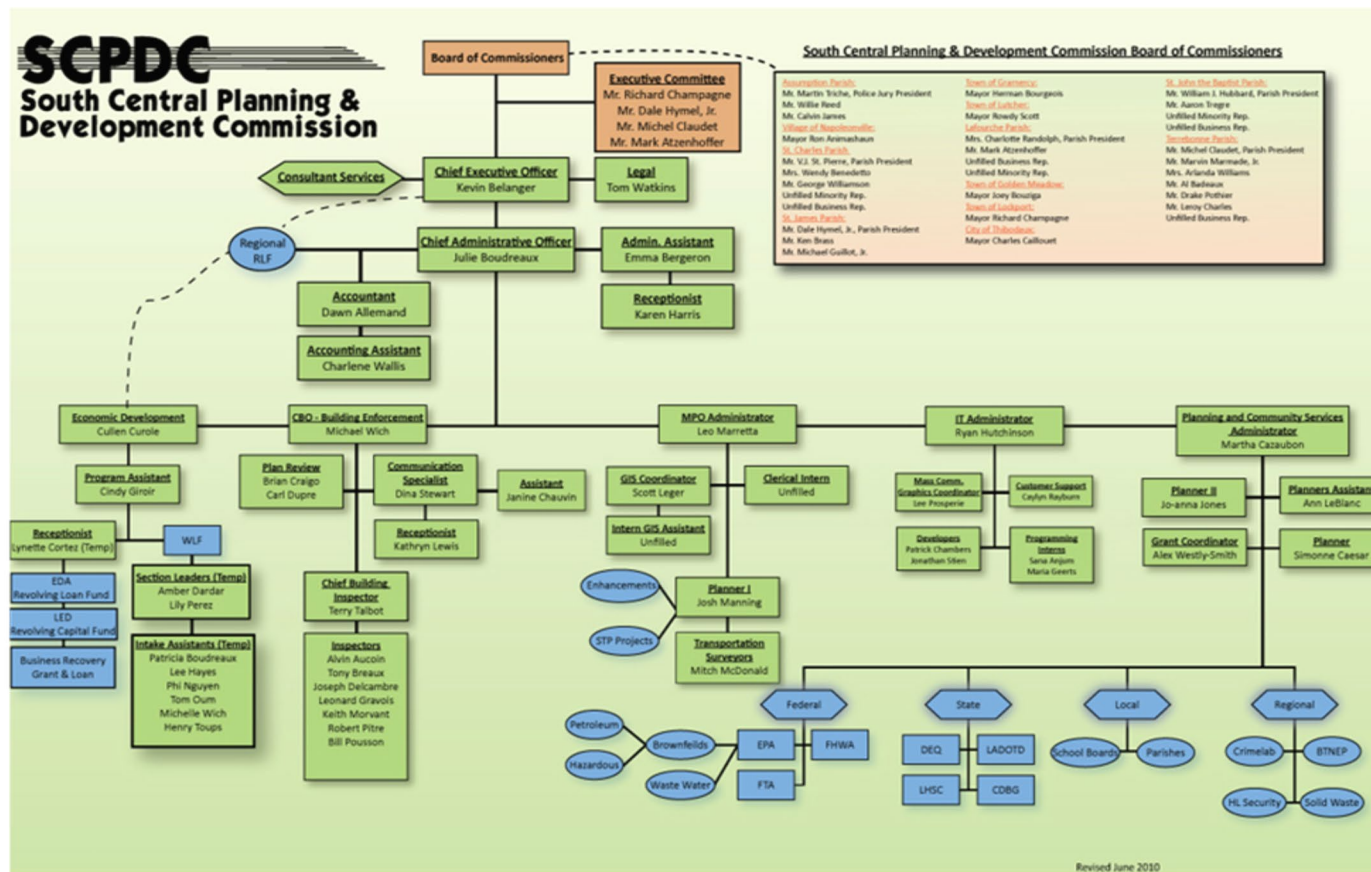 SCPDC
South Central Planning &
Development Commission
Board of Commissioners
Executive Committee
Mr. Richard Champagne
Mr. Dale Hymel, Jr.
Mr. Michel Claudet
Mr. Mark Atzenhoffer
South Central Planning & Development Commission Board of Commissioners
Assumption Parish:
Mr. Martin Triche, Police Jury President
Mr. Willie Reed
Mr. Calvin James
Village of Napoleonville:
Mayor Ron Animashaun
St. Charles Parish
Mr. V.J. St. Pierre, Parish President
Mrs. Wendy Benedetto
Mr. George Williamson
Unfilled Minority Rep.
Unfilled Business Rep.
St. James Parish:
Mr. Dale Hymel, Jr., Parish President
Mr. Ken Brass
Mr. Michael Guillot, Jr.
Town of Gramercy:
Mayor Herman Bourgeois
Town of Lutcher:
Mayor Rowdy Scott
Lafourche Parish:
Mrs. Charlotte Randolph, Parish President
Mr. Mark Atzenhoffer
Unfilled Business Rep.
Unfilled Minority Rep.
Town of Golden Meadow:
Mayor Joey Bouziga
Town of Lockport:
Mayor Richard Champagne
City of Thibodaux:
Mayor Charles Caillouet
St. John the Baptist Parish:
Mr. William J. Hubbard, Parish President
Mr. Aaron Tregre
Unfilled Minority Rep.
Unfilled Business Rep.
Terrebonne Parish:
Mr. Michel Claudet, Parish President
Mr. Marvin Marmade, Jr.
Mrs. Arlanda Williams
Mr. Al Badeaux
Mr. Drake Pothier
Mr. Leroy Charles
Unfilled Business Rep.
Consultant Services
Chief Executive Officer
Kevin Belanger
Legal
Tom Watkins
Regional
RLF
Chief Administrative Officer
Julie Boudreaux
Admin. Assistant
Emma Bergeron
Accountant
Dawn Allemand
Receptionist
Karen Harris
Accounting Assistant
Charlene Wallis
Economic Development
Cullen Curole
CBO - Building Enforcement
Michael Wich
MPO Administrator
Leo Marretta
IT Administrator
Ryan Hutchinson
Planning and Community Services
Administrator
Martha Cazaubon
Program Assistant
Cindy Giroir
Receptionist
Lynette Cortez (Temp)
WLF
EDA
Revolving Loan Fund
LED
Revolving Capital Fund
Business Recovery
Grant & Loan
Section Leaders (Temp)
Amber Dardar
Lily Perez
Intake Assistants (Temp)
Patricia Boudreaux
Lee Hayes
Phi Nguyen
Tom Oum
Michelle Wich
Henry Toups
Plan Review
Brian Craigo
Carl Dupre
Communication
Specialist
Dina Stewart
Assistant
Janine Chauvin
Receptionist
Kathryn Lewis
Chief Building
Inspector
Terry Talbot
Inspectors
Alvin Aucoin
Tony Breaux
Joseph Delcambre
Leonard Gravois
Keith Morvant
Robert Pitre
Bill Pousson
GIS Coordinator
Scott Leger
Clerical Intern
Unfilled
Intern GIS Assistant
Unfilled
Enhancements
STP Projects
Planner I
Josh Manning
Transportation
Surveyors
Mitch McDonald
Mass Comm.
Graphics Coordinator
Lee Prosperie
Customer Support
Caylyn Rayburn
Developers
Patrick Chambers
Jonathan Stien
Programming
Interns
Sana Anjum
Maria Geerts
Planner II
Jo-anna Jones
Planners Assistan
Ann LeBlanc
Grant Coordinator
Alex Westly-Smith
Planner
Simonne Caesar
Federal
State
Local
Regional
Petroleum
Hazardous
Brownfeilds
Waste Water
EPA
FHWA
FTA
DEQ
LADOTD
LHSC
CDBG
School Boards
Parishes
Crimelab
BTNEP
HL Security
Solid Waste
Revised June 2010